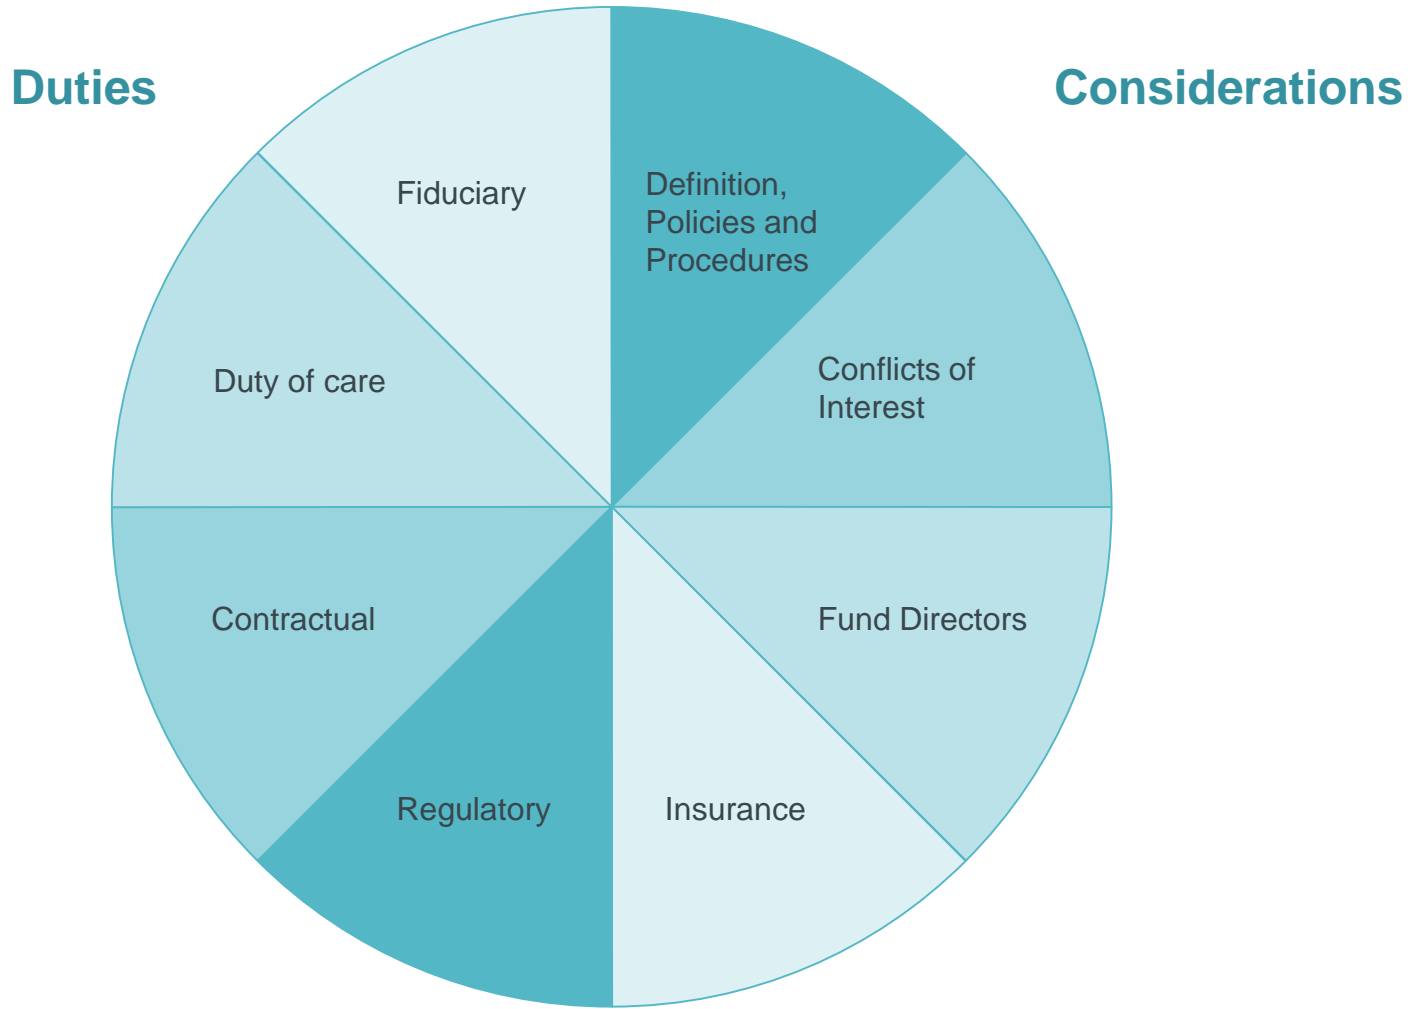 Duties
Considerations
Fiduciary
Definition,
Policies and
Procedures
Duty of care
Conflicts of
Interest
Contractual
Fund Directors
Regulatory
Insurance